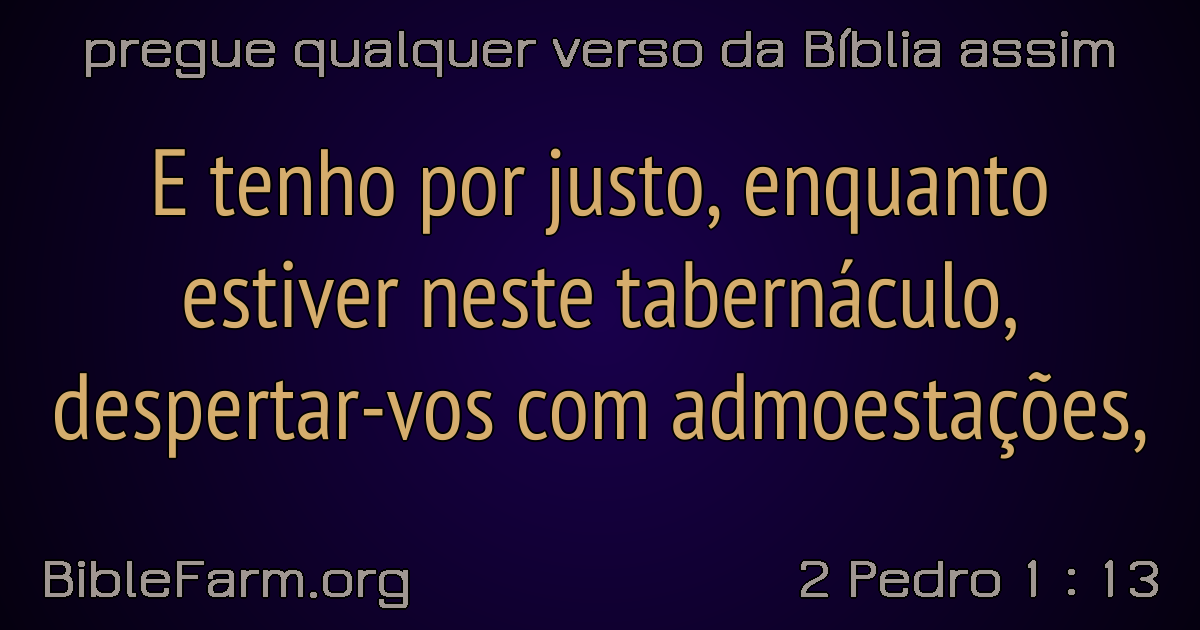 pregue qualquer verso da Bíblia assim
E tenho por justo, enquanto
estiver neste tabernáculo,
despertar-vos com admoestações,
BibleFarm.org
2 Pedro 1 : 13